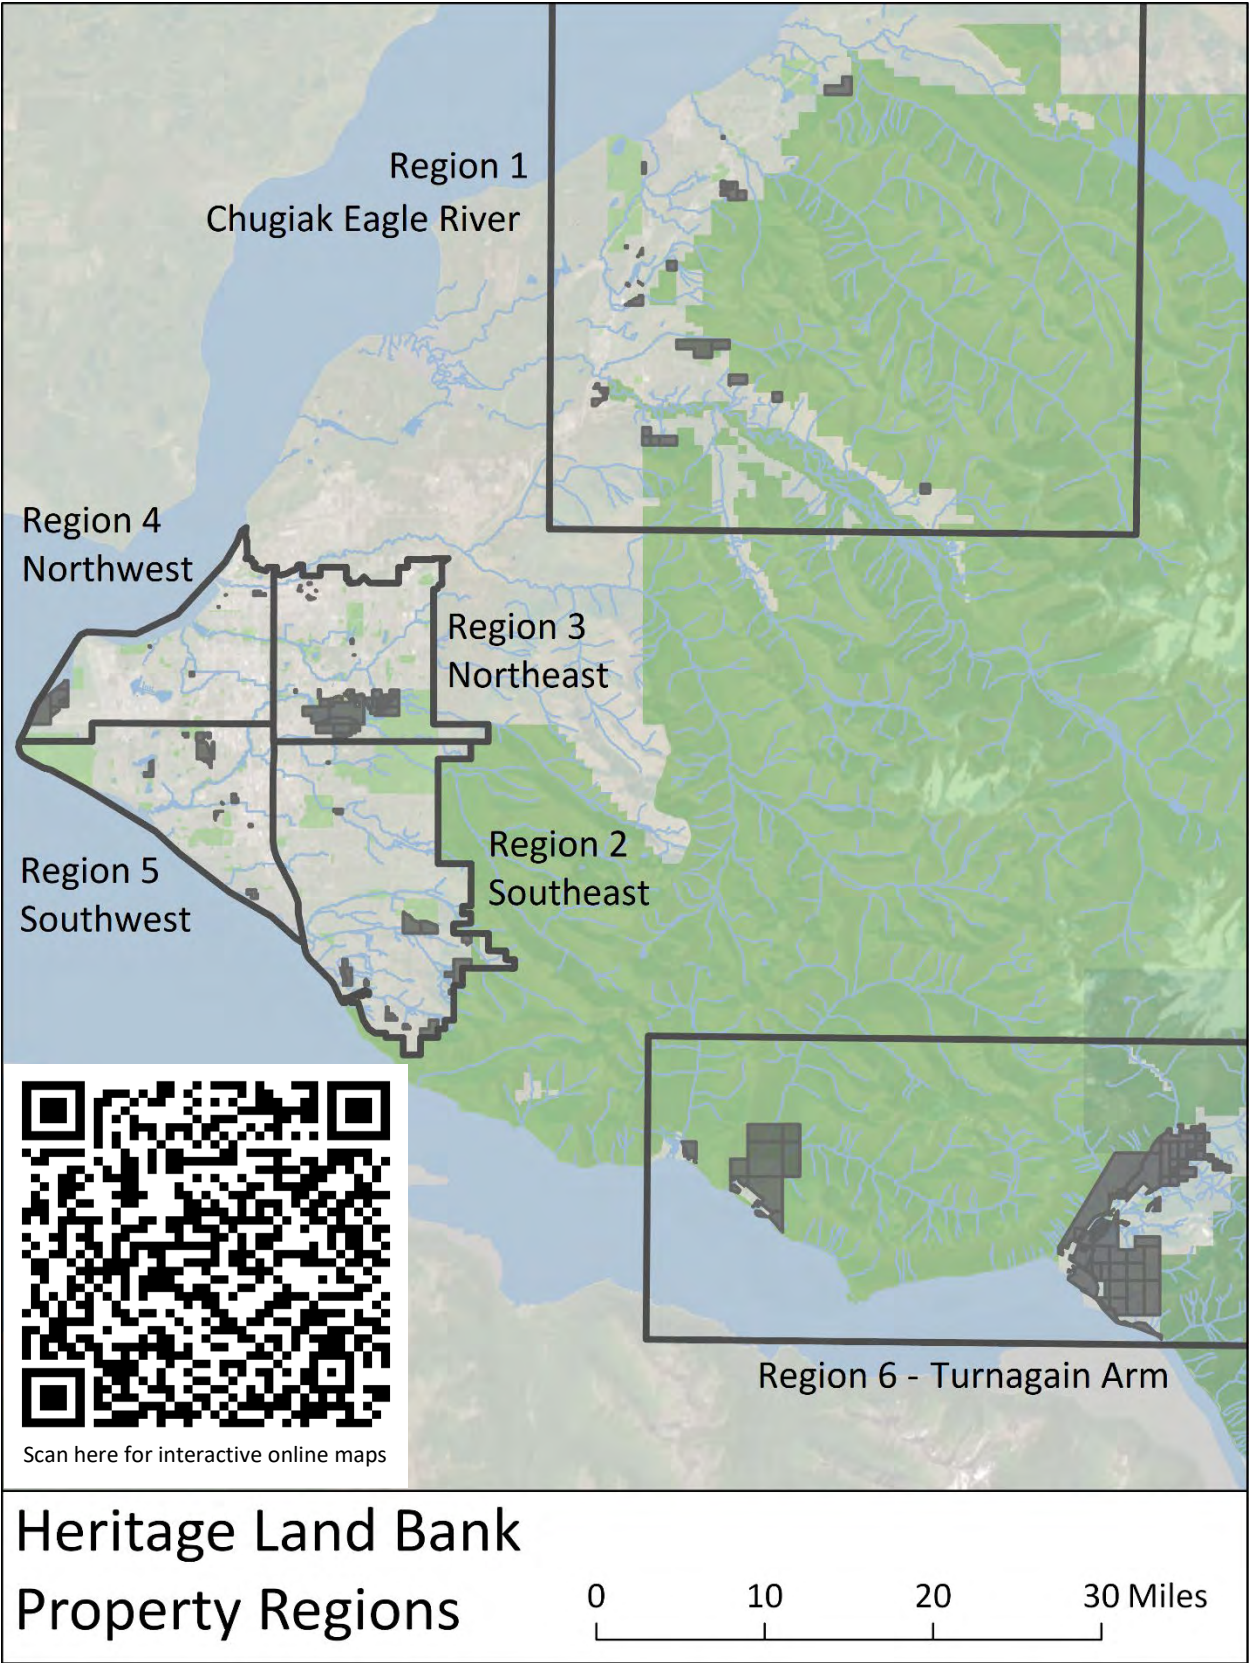 Region 1
Chugiak Eagle River
Region 4
Northwest
Region 3
Northeast
Region 2
Southeast
Region 5
Southwest
Region 6 - Turnagain Arm
Scan here for interactive online maps
Heritage Land Bank
Property Regions
0 10 20 30 Miles